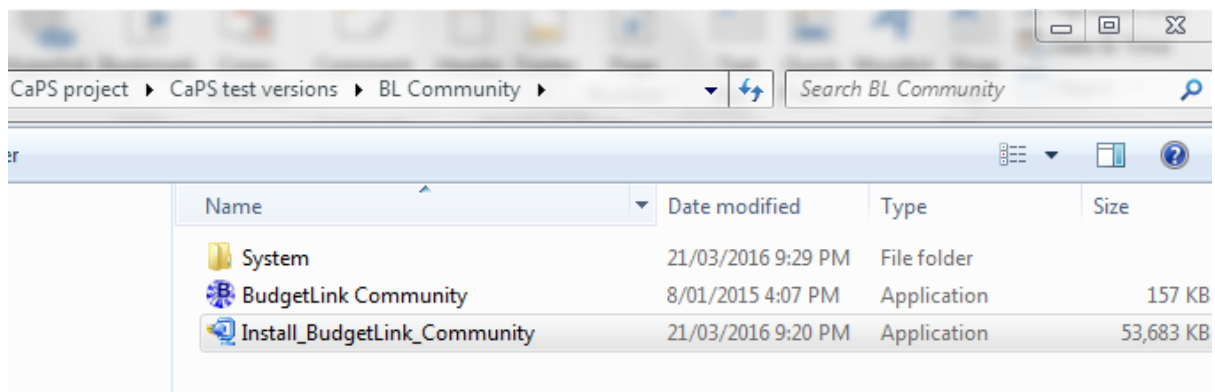 CaPS project ▸ CaPS test versions ▸ BL Community ▸ Search BL Community
er
Name Date modified Type Size
System 21/03/2016 9:29 PM File folder
BudgetLink Community 8/01/2015 4:07 PM Application 157 KB
Install_BudgetLink_Community 21/03/2016 9:20 PM Application 53,683 KB